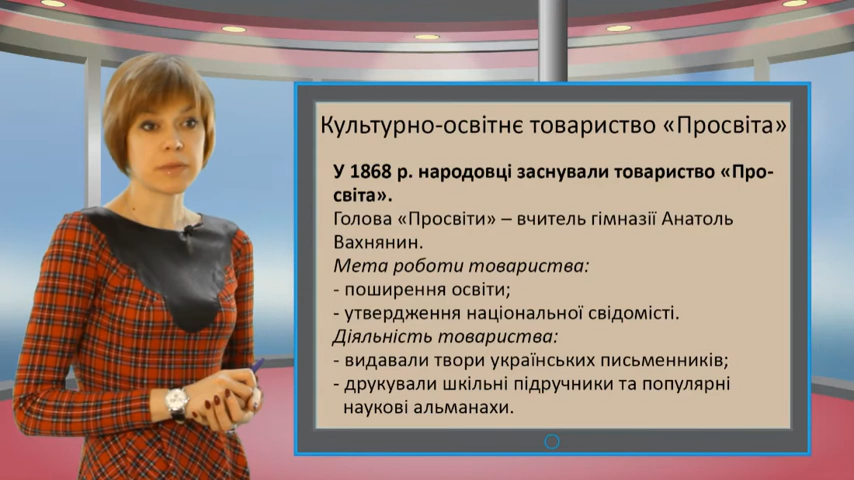 Культурно-освітнє товариство «Просвіта»
У 1868 р. народовці заснували товариство «Про-
світа».
Голова «Просвіти» – вчитель гімназії Анатоль
Вахнянин.
Мета роботи товариства:
- поширення освіти;
- утвердження національної свідомісті.
Діяльність товариства:
- видавали твори українських письменників;
- друкували шкільні підручники та популярні
наукові альманахи.